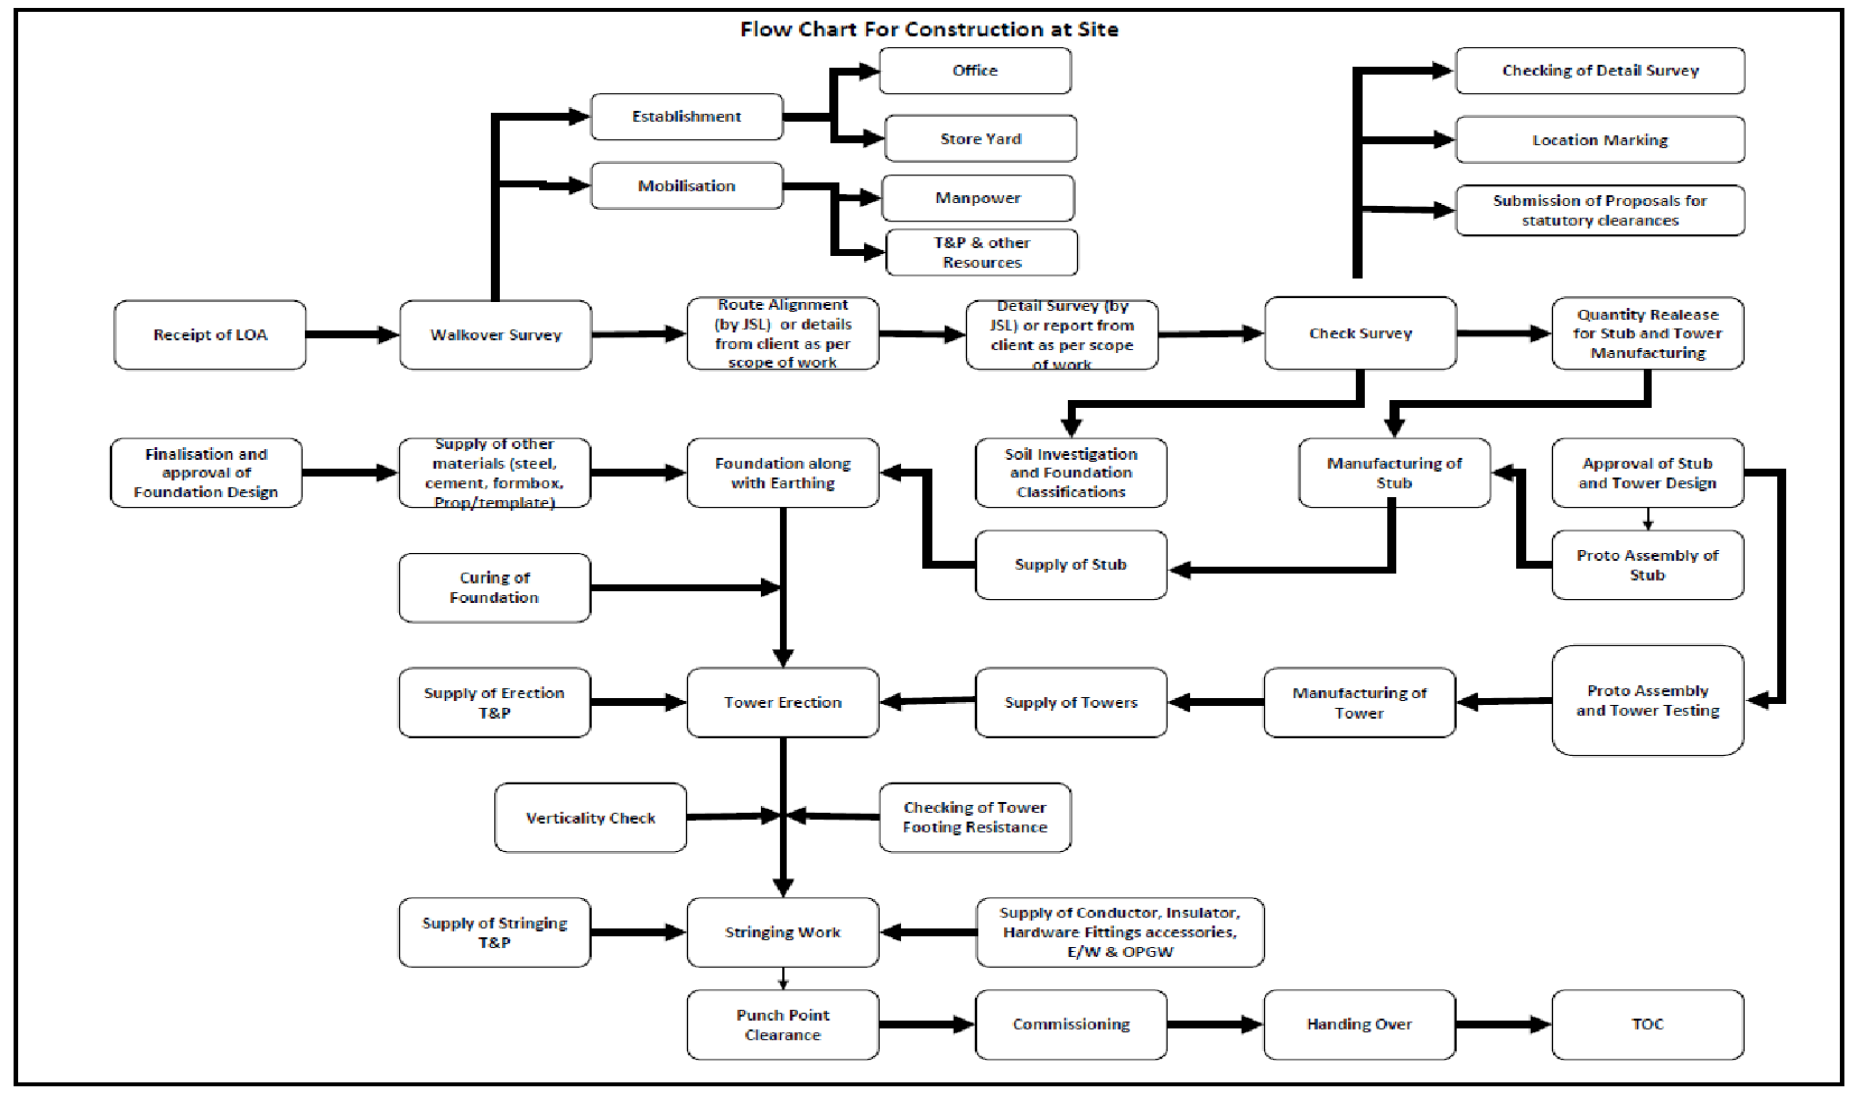 Flow Chart For Construction at Site
Office
Checking of Detail Survey
Establishment
Store Yard
Location Marking
Mobilisation
Manpower
Submission of Proposals for
statutory clearances
T&P & other
Resources
Receipt of LOA
Walkover Survey
Route Alignment
(by JSL) or details
from client as per
scope of work
Detail Survey (by
JSL) or report from
client as per scope
of work
Check Survey
Quantity Realease
for Stub and Tower
Manufacturing
Finalisation and
approval of
Foundation Design
Supply of other
materials (steel,
cement, formbox,
Prop/template)
Foundation along
with Earthing
Soil Investigation
and Foundation
Classifications
Manufacturing of
Stub
Approval of Stub
and Tower Design
Supply of Stub
Proto Assembly of
Stub
Curing of
Foundation
Supply of Erection
T&P
Tower Erection
Supply of Towers
Manufacturing of
Tower
Proto Assembly
and Tower Testing
Verticality Check
Checking of Tower
Footing Resistance
Supply of Stringing
T&P
Stringing Work
Supply of Conductor, Insulator,
Hardware Fittings accessories,
E/W & OPGW
Punch Point
Clearance
Commissioning
Handing Over
TOC